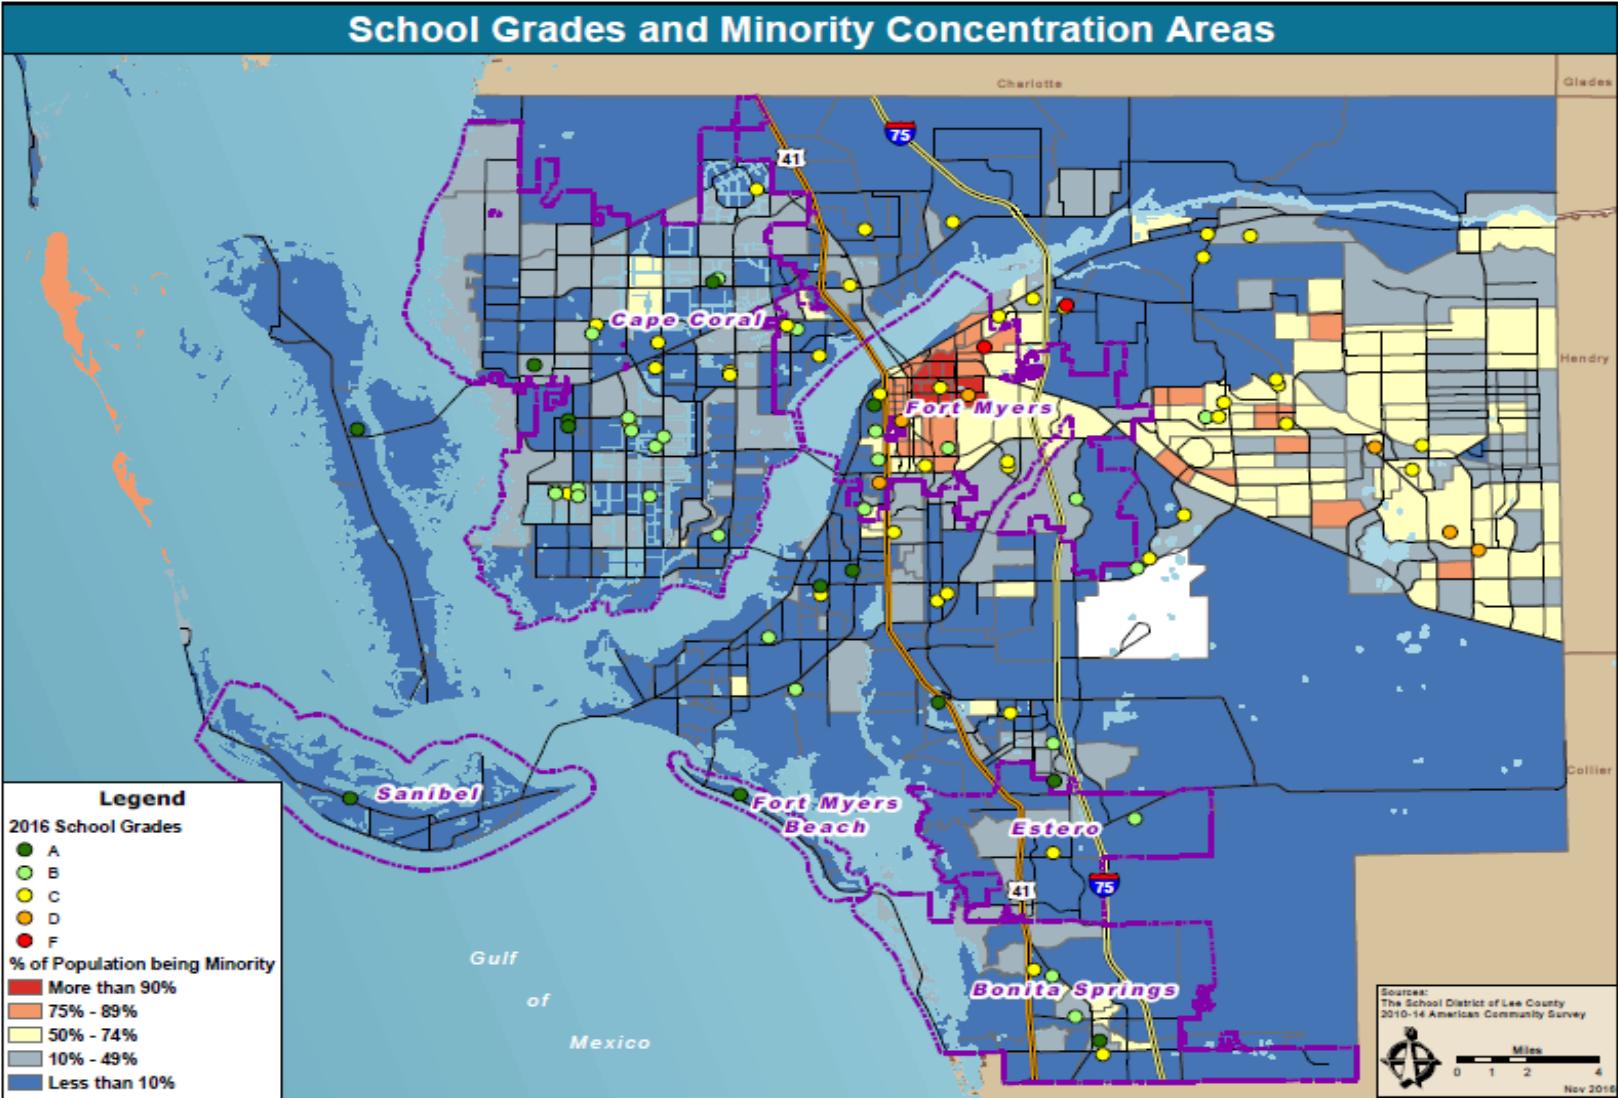 School Grades and Minority Concentration Areas
Charlotte
Glades
75
41
Cape Coral
Hendry
Fort Myers
Collier
Sanibel
Fort Myers
Beach
Estero
41
75
Bonita Springs
Gulf
of
Mexico
Legend
2016 School Grades
A
B
C
D
F
% of Population being Minority
More than 90%
75% - 89%
50% - 74%
10% - 49%
Less than 10%
Sources:
The School District of Lee County
2010-14 American Community Survey
Miles
0 1 2 4
Nov 2016